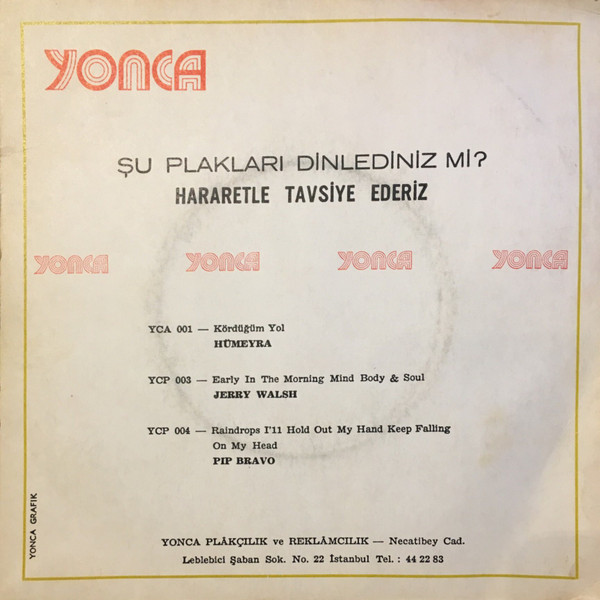 YONCA
ŞU PLAKLARI DİNLEDİNİZ Mİ?
HARARETLE TAVSİYE EDERİZ
YONCA YONCA YONCA YONCA
YCA 001 — Kördüğüm Yol
HÜMEYRA
YCP 003 — Early In The Morning Mind Body & Soul
JERRY WALSH
YCP 004 — Raindrops I'11 Hold Out My Hand Keep Falling
On My Head
PIP BRAVO
YONCA GRAFİK
YONCA PLÂKÇILIK ve REKLÂMCILIK — Necatibey Cad.
Leblebici Şaban Sok. No. 22 İstanbul Tel. : 44 22 83